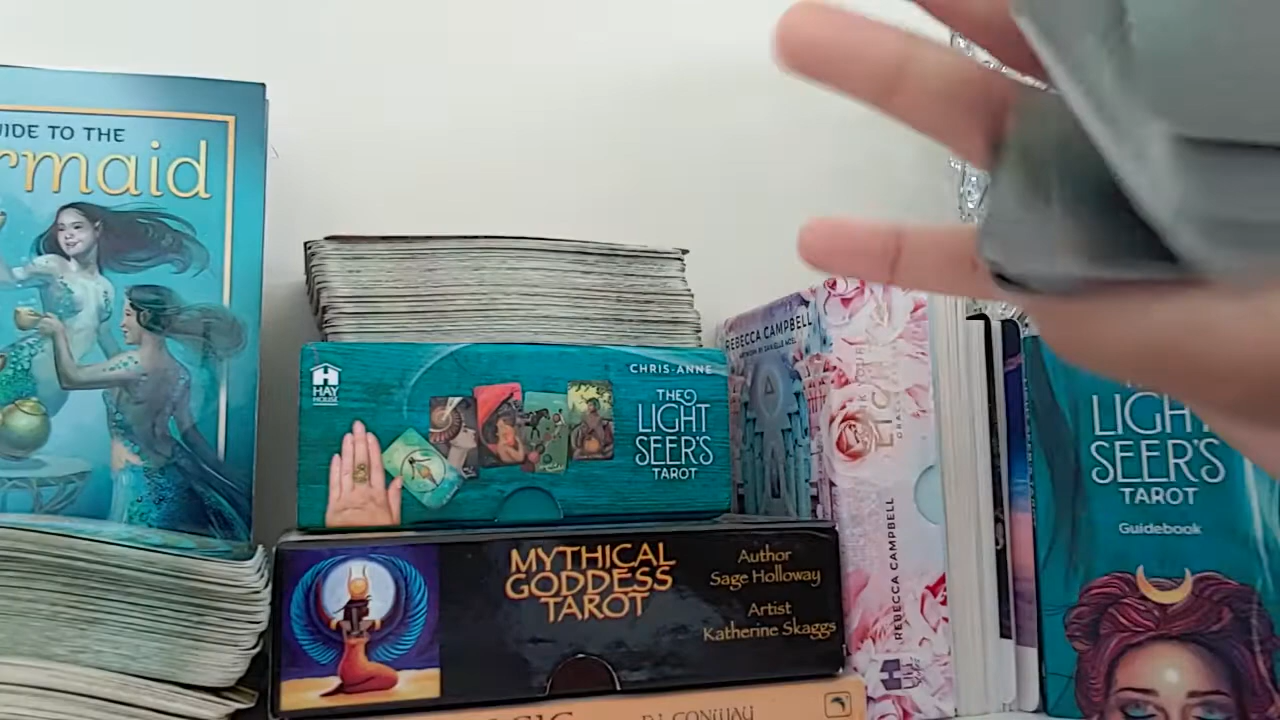 UIDE TO THE
rmaid
HAY
HOUSE
CHRIS-ANNE
THE
LIGHT
SEER'S
TAROT
MYTHICAL
GODDESS
TAROT
Author
Sage Holloway
Artist
Katherine Skaggs
REBECCA CAMPBELL
REBECCA CAMPBELL
LIGHT
SEER'S
TAROT
Guidebook
D.J. CONWAY